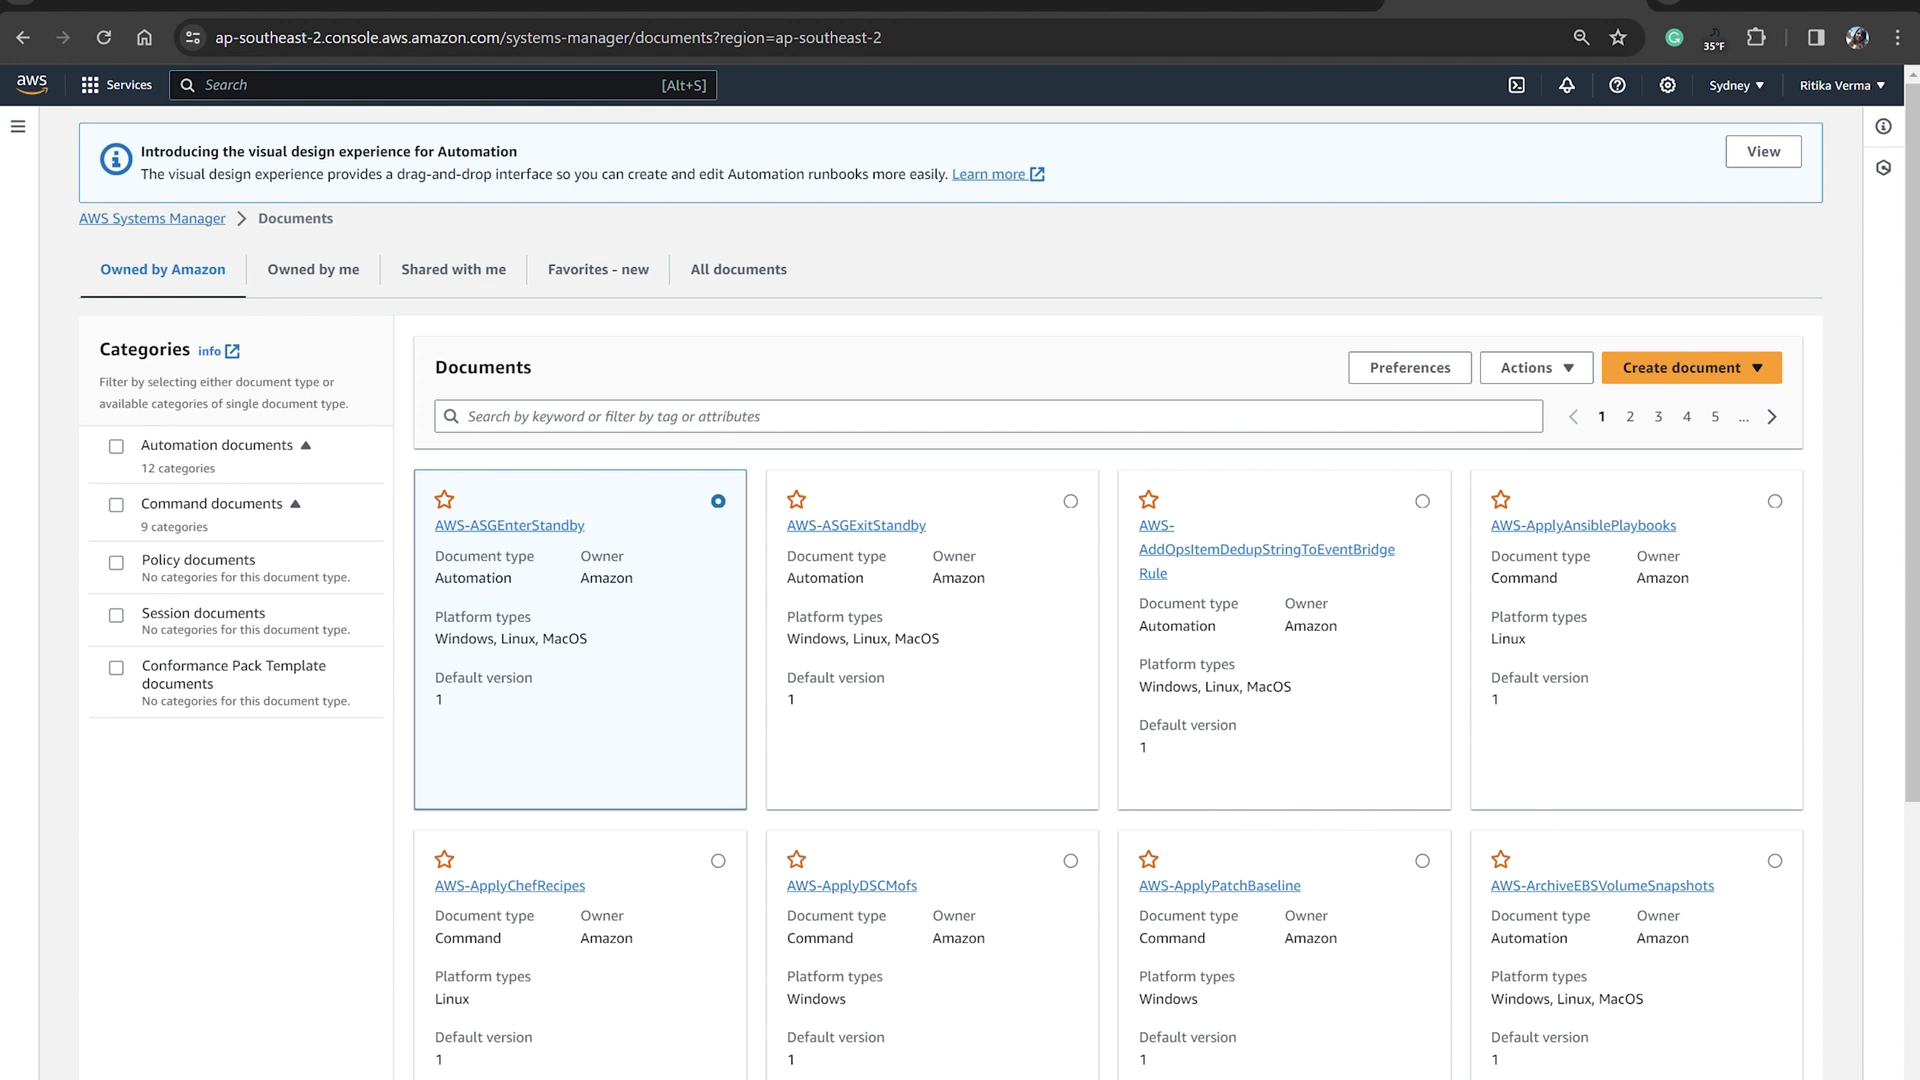 ap-southeast-2.console.aws.amazon.com/systems-manager/documents?region=ap-southeast-2
35°F
aws
Services
Search
[Alt+S]
Sydney
Ritika Verma
Introducing the visual design experience for Automation
The visual design experience provides a drag-and-drop interface so you can create and edit Automation runbooks more easily. Learn more
View
AWS Systems Manager
Documents
Owned by Amazon
Owned by me
Shared with me
Favorites - new
All documents
Categories info
Filter by selecting either document type or
available categories of single document type.
Automation documents
12 categories
Command documents
9 categories
Policy documents
No categories for this document type.
Session documents
No categories for this document type.
Conformance Pack Template
documents
No categories for this document type.
Documents
Preferences
Actions
Create document
Search by keyword or filter by tag or attributes
1 2 3 4 5 ...
AWS-ASGEnterStandby
Document type Owner
Automation Amazon
Platform types
Windows, Linux, MacOS
Default version
1
AWS-ASGExitStandby
Document type Owner
Automation Amazon
Platform types
Windows, Linux, MacOS
Default version
1
AWS-
AddOpsItemDedupStringToEventBridge
Rule
Document type Owner
Automation Amazon
Platform types
Windows, Linux, MacOS
Default version
1
AWS-ApplyAnsiblePlaybooks
Document type Owner
Command Amazon
Platform types
Linux
Default version
1
AWS-ApplyChefRecipes
Document type Owner
Command Amazon
Platform types
Linux
Default version
1
AWS-ApplyDSCMofs
Document type Owner
Command Amazon
Platform types
Windows
Default version
1
AWS-ApplyPatchBaseline
Document type Owner
Command Amazon
Platform types
Windows
Default version
1
AWS-ArchiveEBSVolumeSnapshots
Document type Owner
Automation Amazon
Platform types
Windows, Linux, MacOS
Default version
1